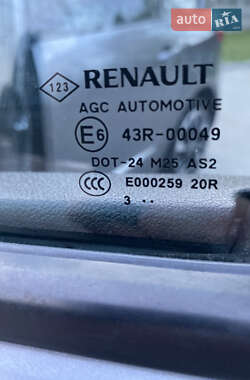 AUTO
RIA
123 RENAULT
AGC AUTOMOTIVE
E6 43R-00049
DOT-24 M25 AS2
CCC E000259 20R
3 ..